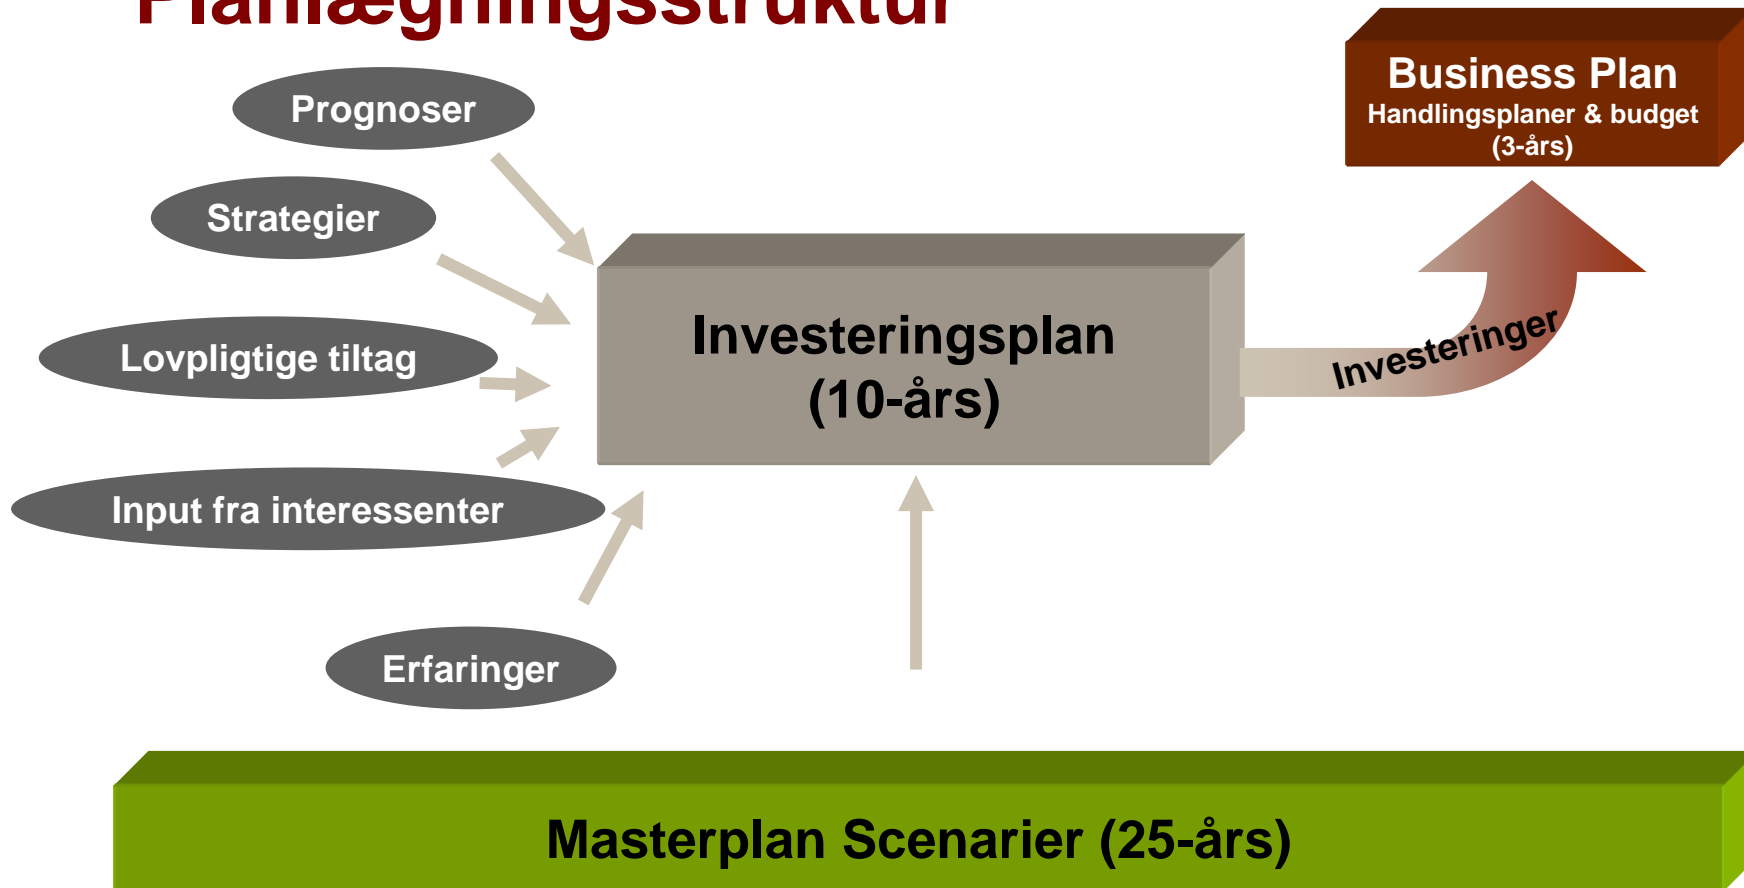 Planlægningsstruktur
Business Plan
Handlingsplaner & budget
(3-års)
Prognoser
Strategier
Lovpligtige tiltag
Input fra interessenter
Erfaringer
Investeringsplan
(10-års)
Investeringer
Masterplan Scenarier (25-års)